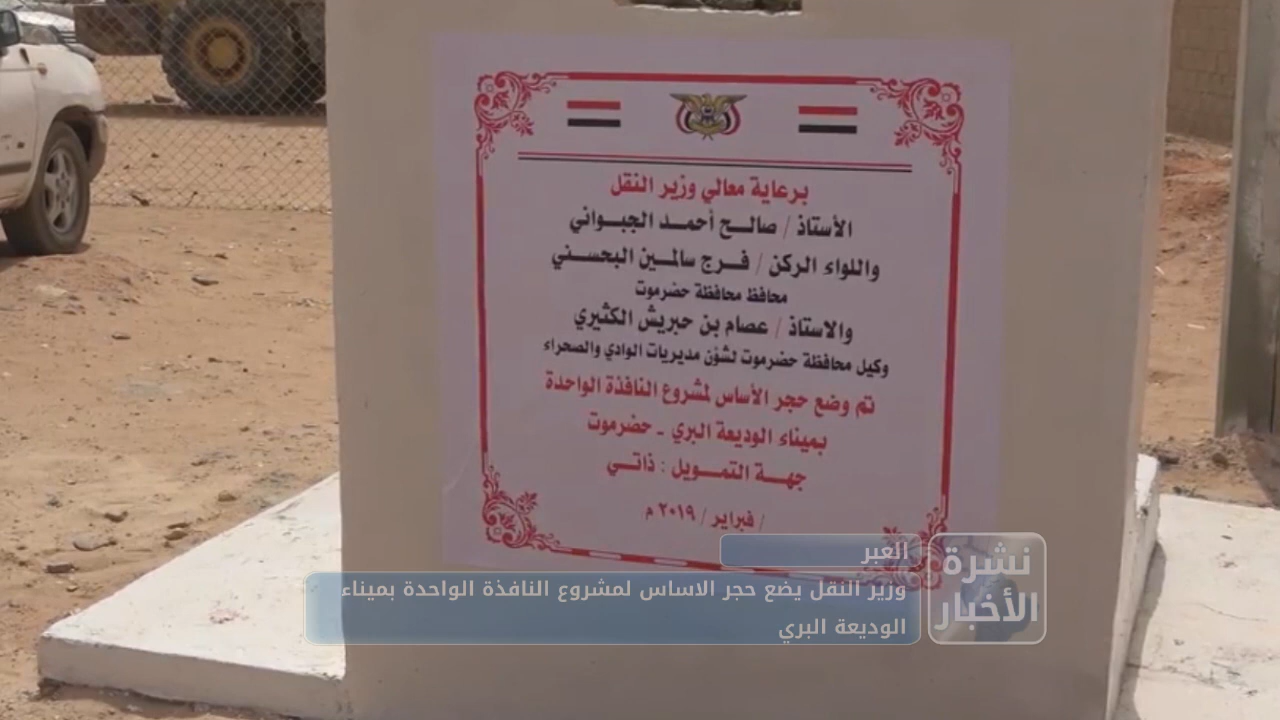 برعاية معالي وزير النقل
الأستاذ / صالح أحمد الجبواني
واللواء الركن / فرج سالمين البحسني
محافظ محافظة حضرموت
والاستاذ / عصام بن حبريش الكثيري
وكيل محافظة حضرموت لشؤن مديريات الوادي والصحراء
تم وضع حجر الأساس لمشروع النافذة الواحدة
بميناء الوديعة البري - حضرموت
جهة التمويل : ذاتي
/ فبراير / ٢٠١٩ م
العبر
وزير النقل يضع حجر الاساس لمشروع النافذة الواحدة بميناء
الوديعة البري
نشرة
الأخبار